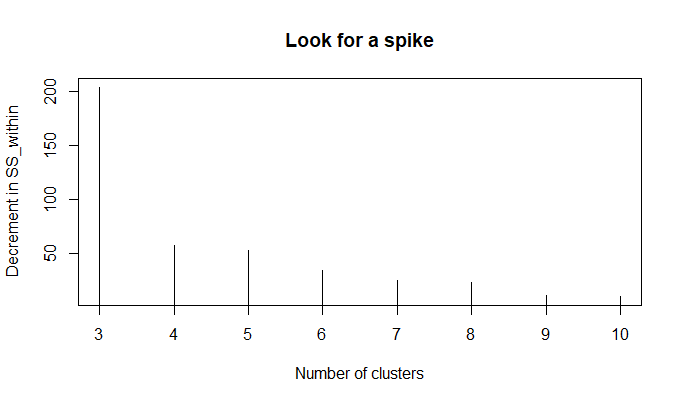 Look for a spike
Decrement in SS_within
200
150
100
50
3 4 5 6 7 8 9 10
Number of clusters